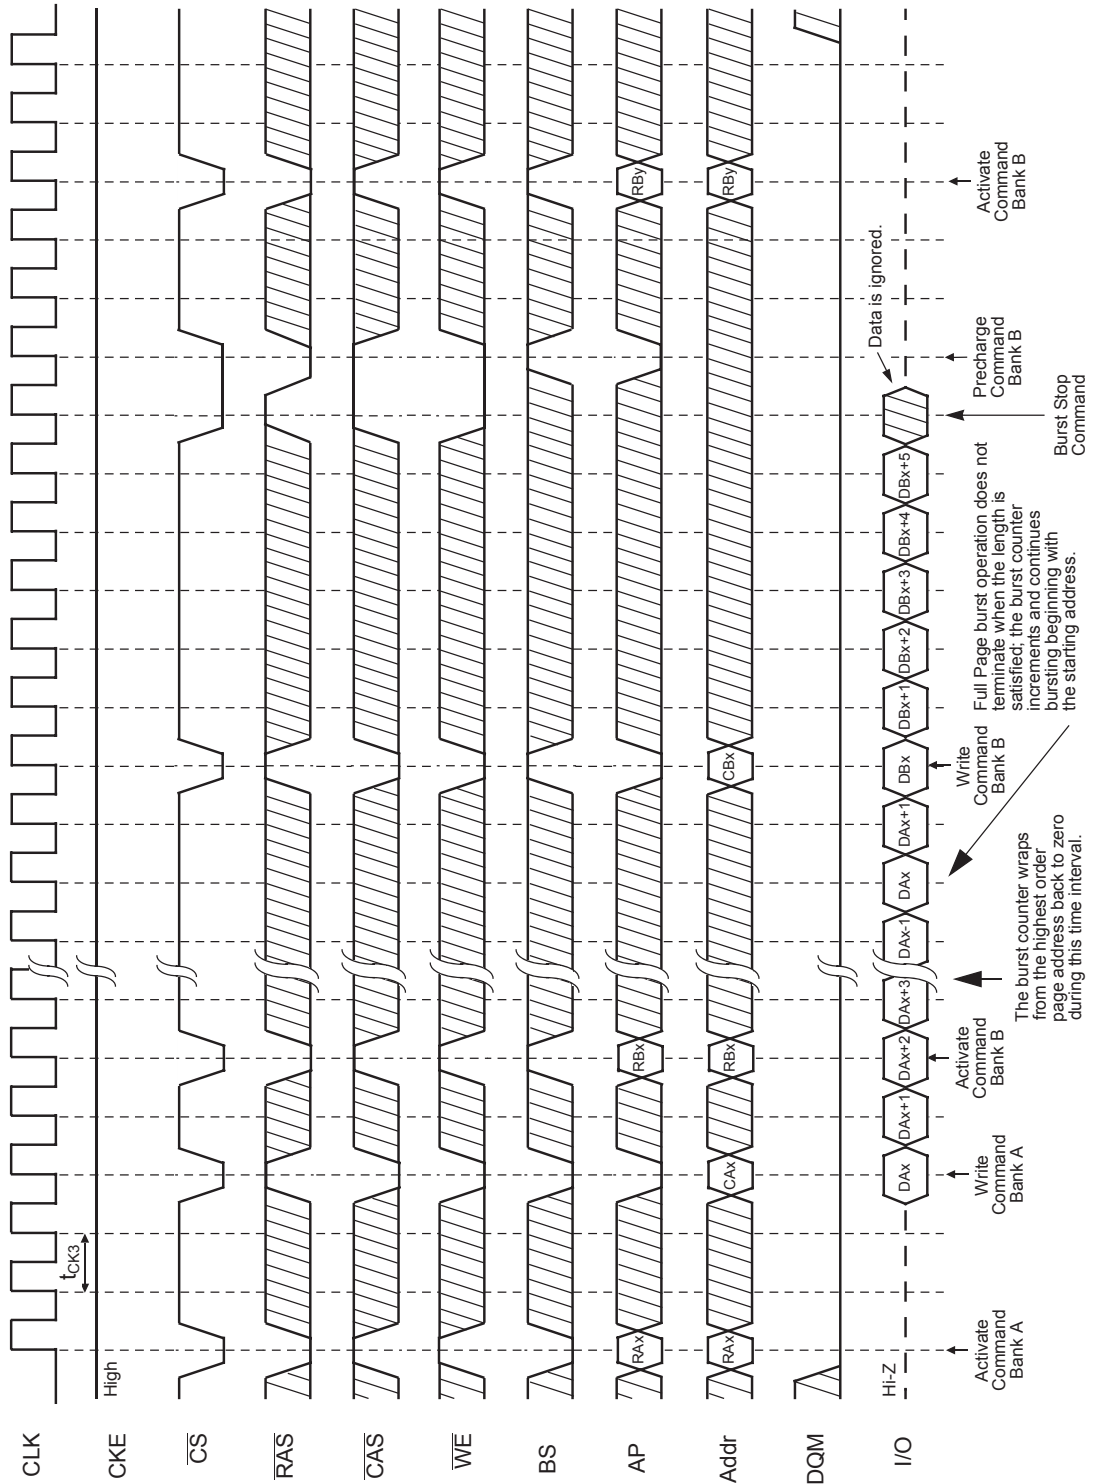 CLK
tCK3
CKE
High
CS
RAS
CAS
WE
BS
AP
RAx
RBx
RBy
Addr
RAx
CAx
RBx
CBx
RBy
DQM
I/O
Hi-Z
DAx
DAx+1
DAx+2
DAx+3
DAx-1
DAx
DAx+1
DBx
DBx+1
DBx+2
DBx+3
DBx+4
DBx+5
Data is ignored.
Activate
Command
Bank A
Write
Command
Bank A
Activate
Command
Bank B
The burst counter wraps
from the highest order
page address back to zero
during this time interval.
Write
Command
Bank B
Full Page burst operation does not
terminate when the length is
satisfied; the burst counter
increments and continues
bursting beginning with
the starting address.
Burst Stop
Command
Precharge
Command
Bank B
Activate
Command
Bank B